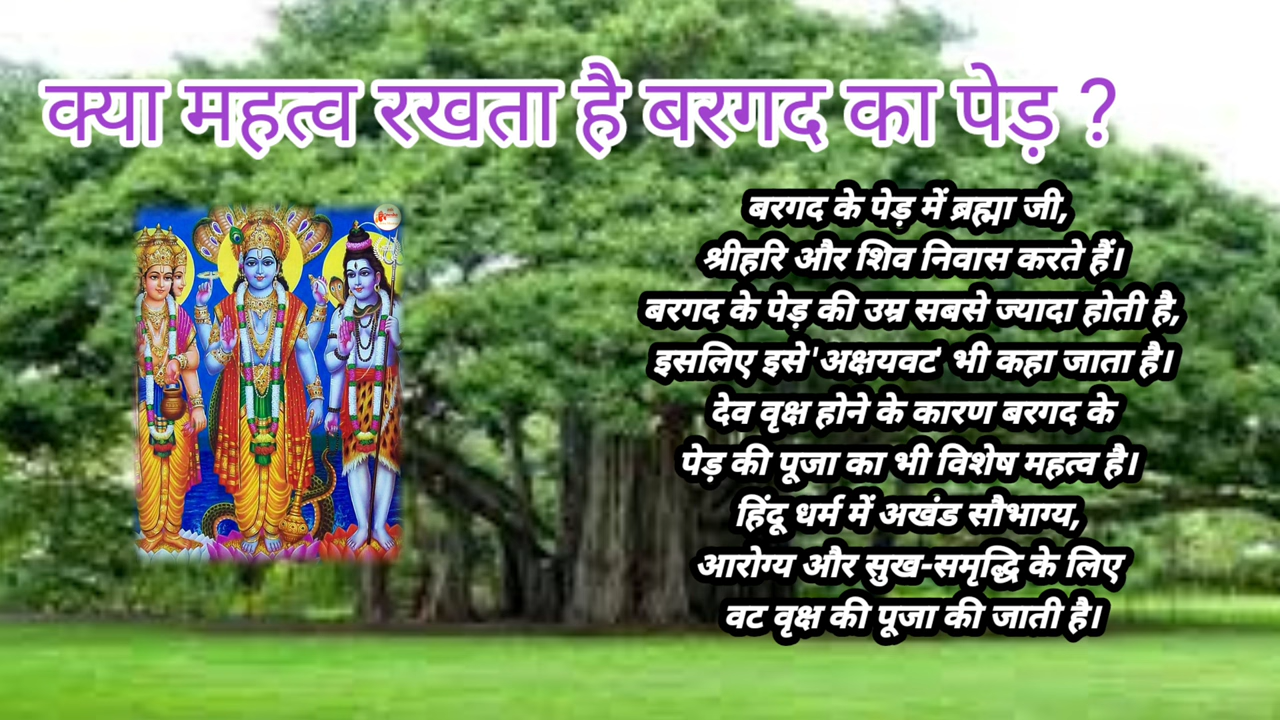 क्या महत्व रखता है बरगद का पेड़ ?
बरगद के पेड़ में ब्रह्मा जी,
श्रीहरि और शिव निवास करते हैं।
बरगद के पेड़ की उम्र सबसे ज्यादा होती है,
इसलिए इसे 'अक्षयवट' भी कहा जाता है।
देव वृक्ष होने के कारण बरगद के
पेड़ की पूजा का भी विशेष महत्व है।
हिंदू धर्म में अखंड सौभाग्य,
आरोग्य और सुख-समृद्धि के लिए
वट वृक्ष की पूजा की जाती है।